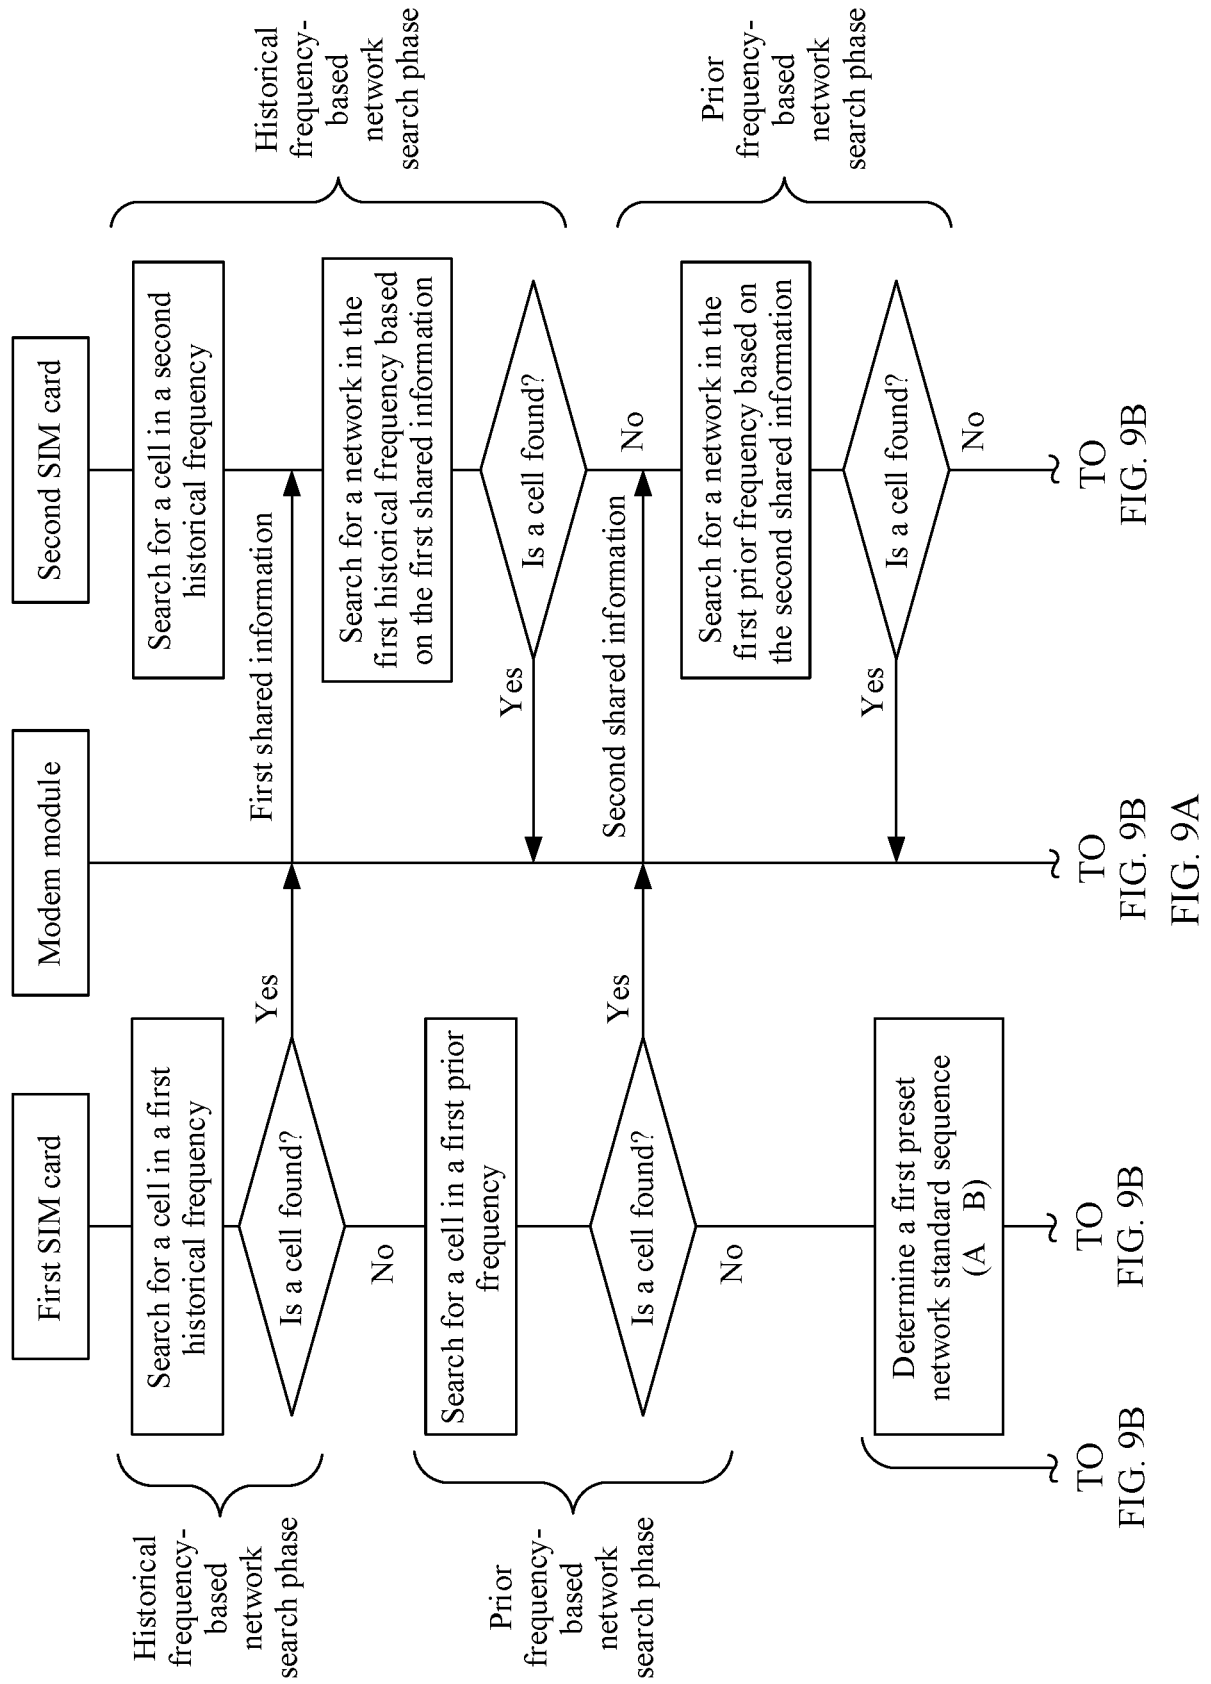 First SIM card
Modem module
Second SIM card
Historical
frequency-
based
network
search phase
Search for a cell in a first
historical frequency
Is a cell found?
Yes
No
First shared information
Search for a cell in a second
historical frequency
Search for a network in the
first historical frequency based
on the first shared information
Is a cell found?
Yes
No
Historical
frequency-
based
network
search phase
Prior
frequency-
based
network
search phase
Search for a cell in a first prior
frequency
Is a cell found?
Yes
No
Second shared information
Search for a network in the
first prior frequency based on
the second shared information
Is a cell found?
Yes
No
Prior
frequency-
based
network
search phase
Determine a first preset
network standard sequence
(A B)
TO
FIG. 9B
TO
FIG. 9B
TO
FIG. 9B
TO
FIG. 9B
FIG. 9A